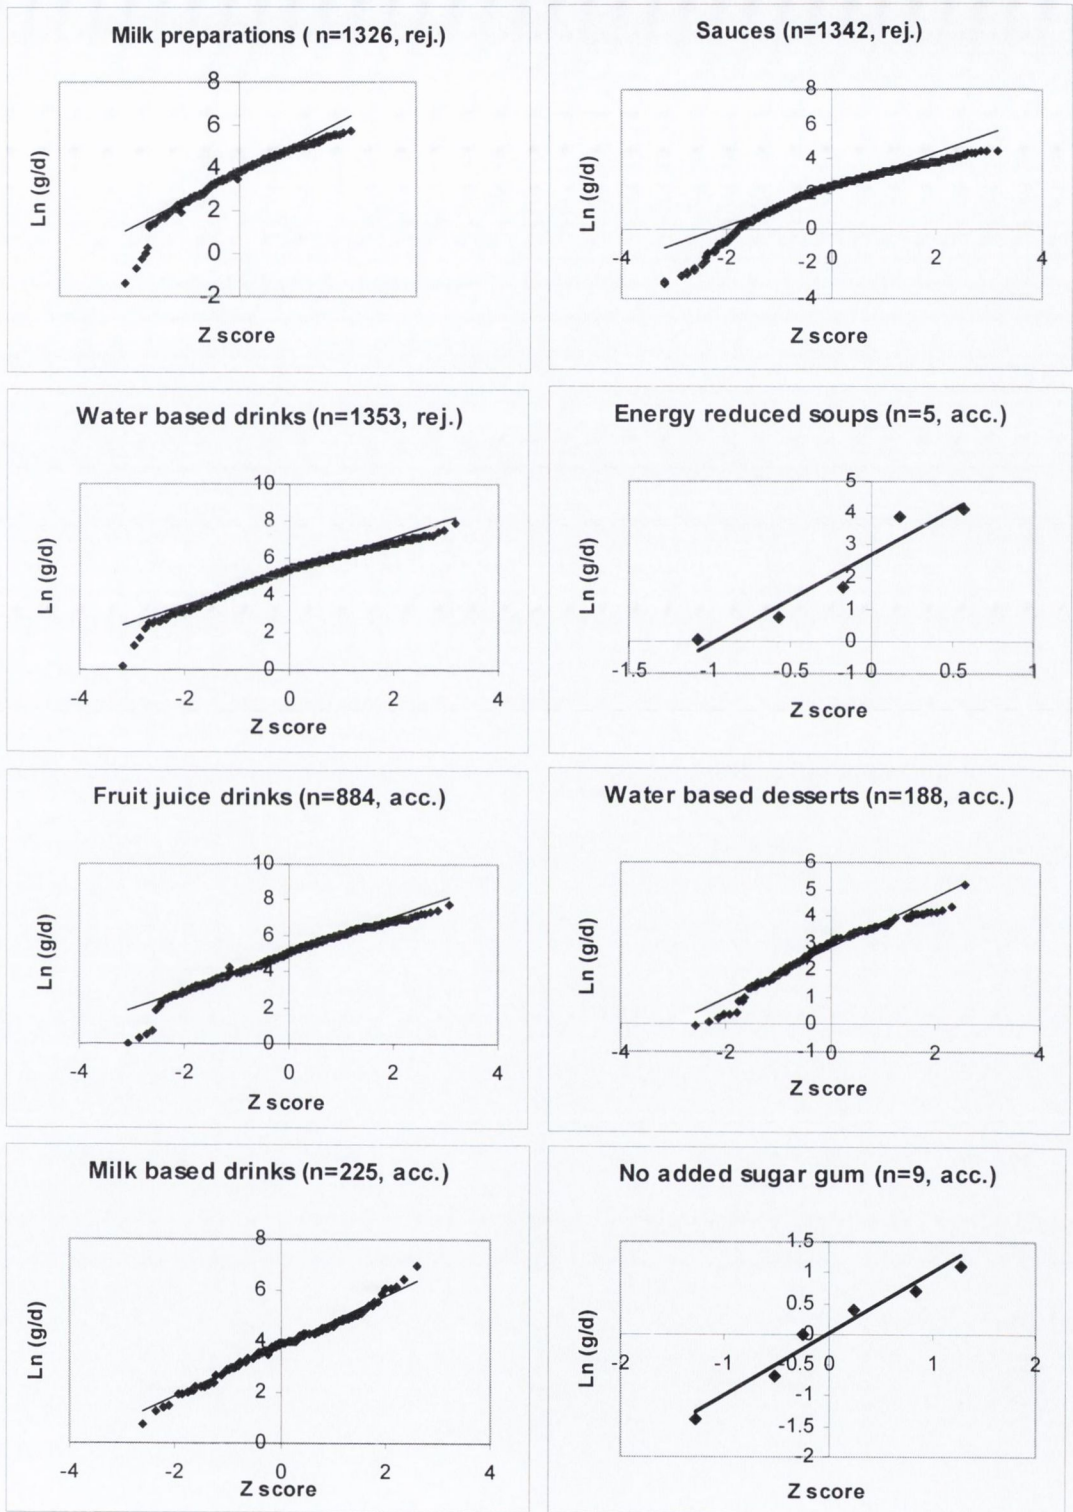 Milk preparations ( n=1326, rej.)
8
6
4
2
0
-2
Ln (g/d)
Z score
Sauces (n=1342, rej.)
8
6
4
2
0
-2
-4
-4 -2 2 4
Ln (g/d)
Z score
Water based drinks (n=1353, rej.)
10
8
6
4
2
0
-4 -2 0 2 4
Ln (g/d)
Z score
Energy reduced soups (n=5, acc.)
5
4
3
2
1
0
-1.5 -1 -0.5 -1 0 0.5 1
Ln (g/d)
Z score
Fruit juice drinks (n=884, acc.)
10
8
6
4
2
0
-4 -2 0 2 4
Ln (g/d)
Z score
Water based desserts (n=188, acc.)
6
5
4
3
2
1
0
-4 -2 -1 0 2 4
Ln (g/d)
Z score
Milk based drinks (n=225, acc.)
8
6
4
2
0
-4 -2 0 2 4
Ln (g/d)
Z score
No added sugar gum (n=9, acc.)
1.5
1
0.5
0
-2 -1 -0.5 0 1 2
-1
-1.5
-2
Ln (g/d)
Z score